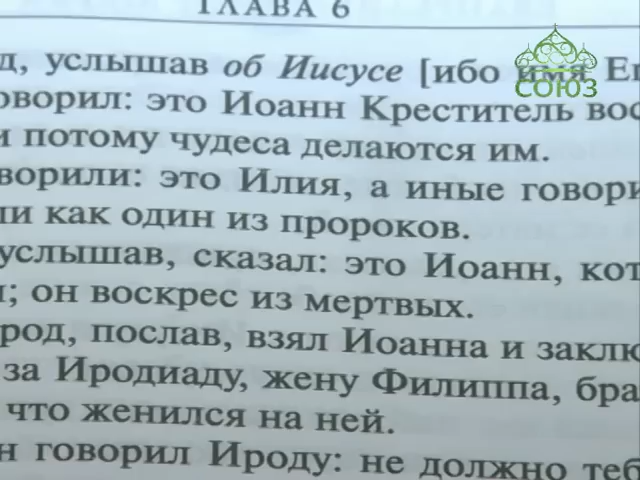 ГЛАВА 6
д, услышав об Иисусе [ибо имя Ег
оворил: это Иоанн Креститель вос
и потому чудеса делаются им.
ворили: это Илия, а иные говори
ли как один из пророков.
услышав, сказал: это Иоанн, кот
л; он воскрес из мертвых.
род, послав, взял Иоанна и заклю
за Иродиаду, жену Филиппа, бра
что женился на ней.
н говорил Ироду: не должно теб
СОЮЗ